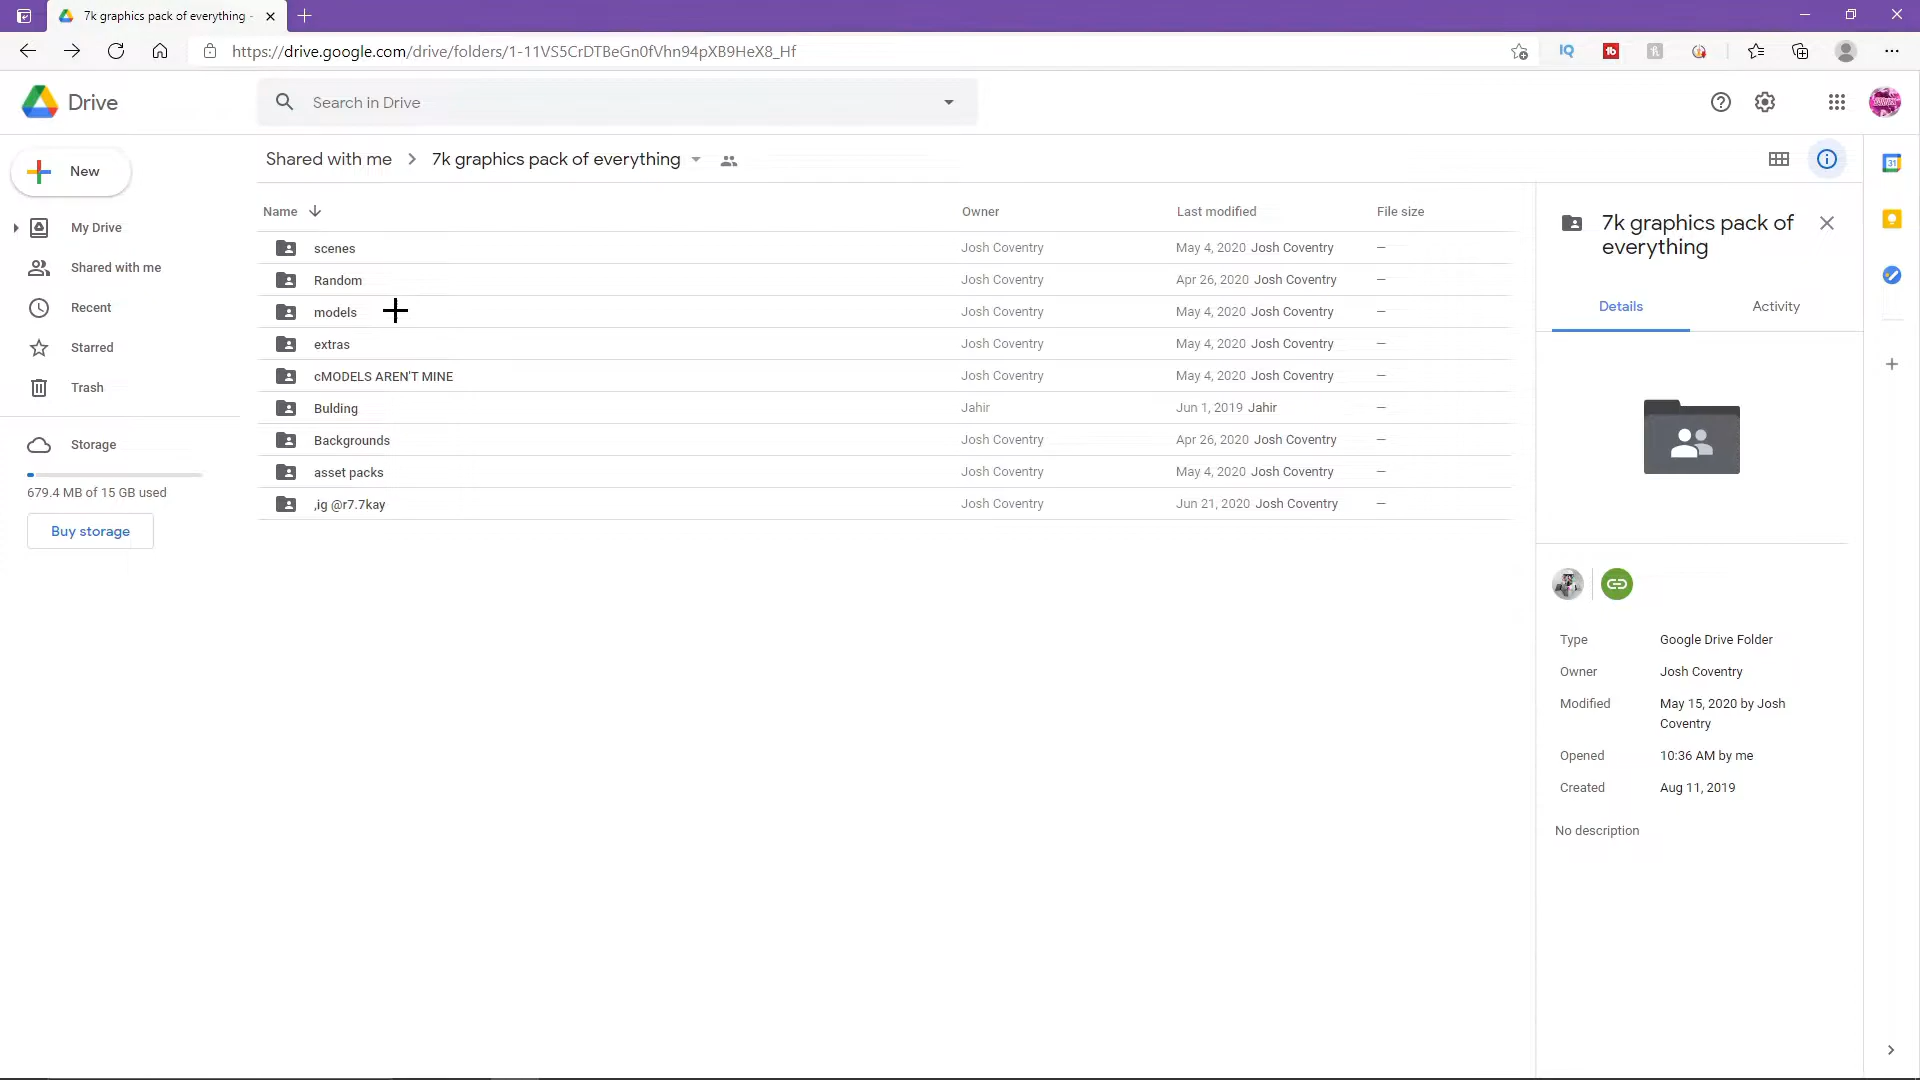 7k graphics pack of everything -
https://drive.google.com/drive/folders/1-11VS5CrDTBeGn0fVhn94pXB9HeX8_Hf
IQ
Drive
Search in Drive
New
Shared with me
7k graphics pack of everything
31
My Drive
Shared with me
Recent
Starred
Trash
Storage
679.4 MB of 15 GB used
Buy storage
Name Owner Last modified File size
scenes Josh Coventry May 4, 2020 Josh Coventry —
Random Josh Coventry Apr 26, 2020 Josh Coventry —
models Josh Coventry May 4, 2020 Josh Coventry —
extras Josh Coventry May 4, 2020 Josh Coventry —
cMODELS AREN'T MINE Josh Coventry May 4, 2020 Josh Coventry —
Bulding Jahir Jun 1, 2019 Jahir —
Backgrounds Josh Coventry Apr 26, 2020 Josh Coventry —
asset packs Josh Coventry May 4, 2020 Josh Coventry —
,ig @r7.7kay Josh Coventry Jun 21, 2020 Josh Coventry —
7k graphics pack of
everything
Details Activity
Type Google Drive Folder
Owner Josh Coventry
Modified May 15, 2020 by Josh
Coventry
Opened 10:36 AM by me
Created Aug 11, 2019
No description